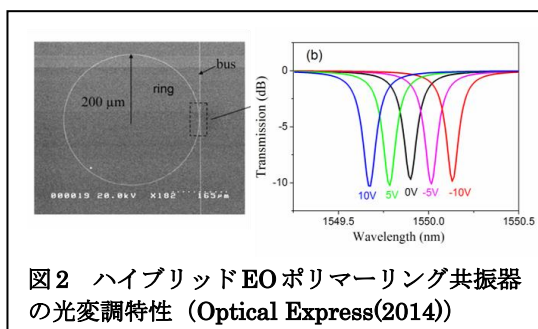 bus
ring
200 µm
000019 20.0kV X182 165μm
(b)
Transmission (dB)
0
-5
-10
10V 5V 0V -5V -10V
1549.5 1550.0 1550.5
Wavelength (nm)
図2 ハイブリッドEOポリマーリング共振器
の光変調特性（Optical Express(2014))